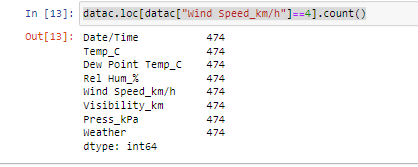 In [13]: datac.loc[datac["Wind Speed_km/h"]==4].count()
Out[13]: Date/Time 474
Temp_C 474
Dew Point Temp_C 474
Rel Hum_% 474
Wind Speed_km/h 474
Visibility_km 474
Press_kPa 474
Weather 474
dtype: int64